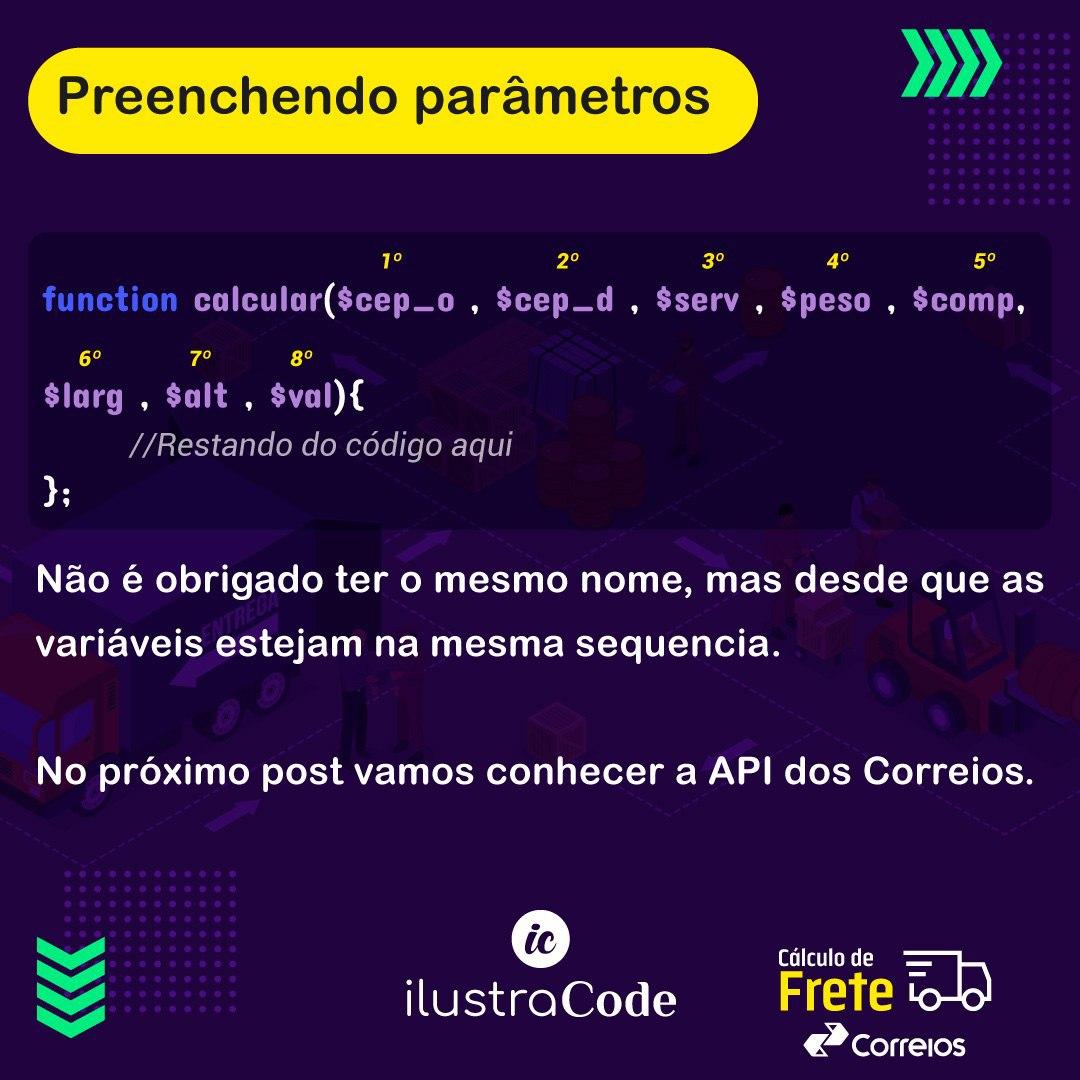 Preenchendo parâmetros
1º 2º 3º 4º 5º
function calcular($cep_o , $cep_d , $serv , $peso , $comp,
6º 7º 8º
$larg , $alt , $val){
//Restando do código aqui
};
Não é obrigado ter o mesmo nome, mas desde que as
variáveis estejam na mesma sequencia.
ENTREGA
No próximo post vamos conhecer a API dos Correios.
ic
ilustraCode
Cálculo de
Frete
Correios